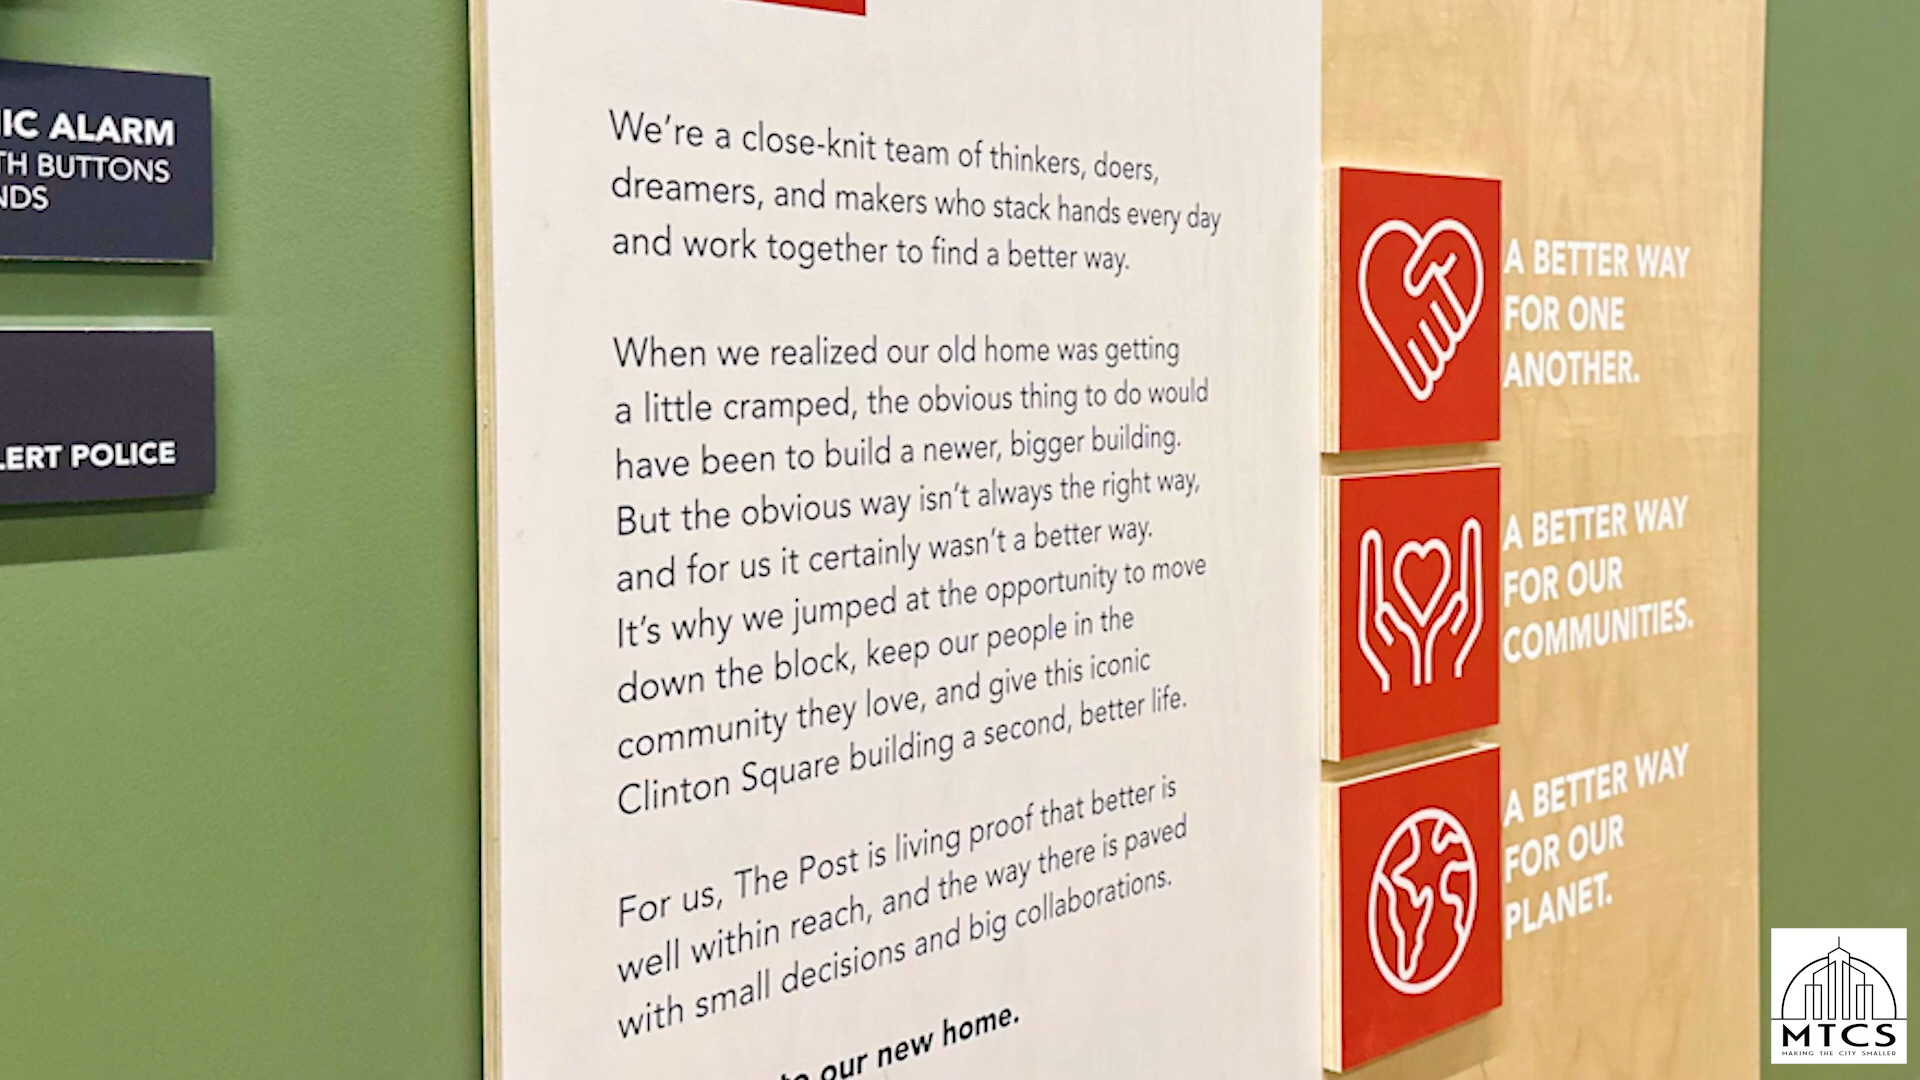 IC ALARM
TH BUTTONS
NDS
LERT POLICE
We're a close-knit team of thinkers, doers,
dreamers, and makers who stack hands every day
and work together to find a better way.
When we realized our old home was getting
a little cramped, the obvious thing to do would
have been to build a newer, bigger building.
But the obvious way isn't always the right way,
and for us it certainly wasn't a better way.
It's why we jumped at the opportunity to move
down the block, keep our people in the
community they love, and give this iconic
Clinton Square building a second, better life.
For us, The Post is living proof that better is
well within reach, and the way there is paved
with small decisions and big collaborations.
to our new home.
A BETTER WAY
FOR ONE
ANOTHER.
A BETTER WAY
FOR OUR
COMMUNITIES.
A BETTER WAY
FOR OUR
PLANET.
MTCS
MAKING THE CITY SMALLER